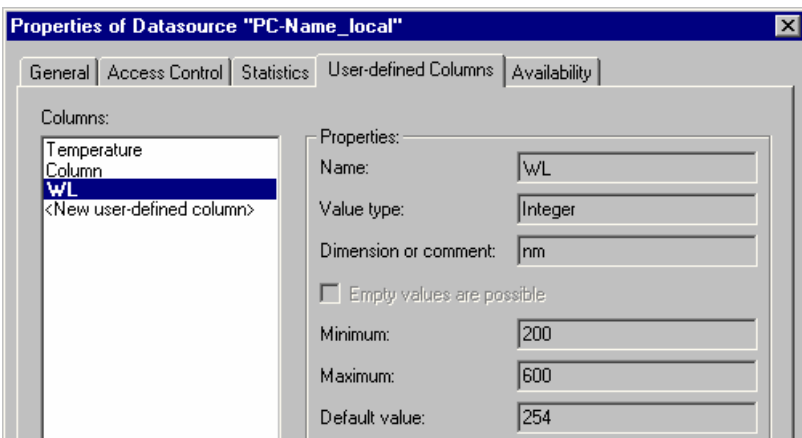 Properties of Datasource "PC-Name_local"
General Access Control Statistics User-defined Columns Availability
Columns:
Temperature
Column
WL
<New user-defined column>
Properties:
Name: WL
Value type: Integer
Dimension or comment: nm
Empty values are possible
Minimum: 200
Maximum: 600
Default value: 254